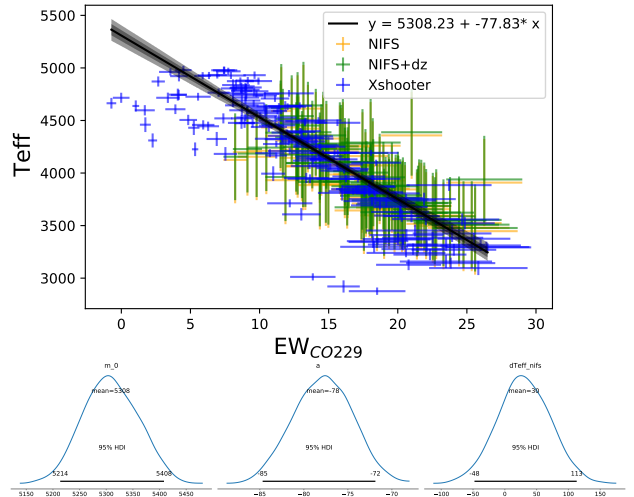 5500
5000
4500
4000
3500
3000
Teff
y = 5308.23 + -77.83* x
NIFS
NIFS+dz
Xshooter
0 5 10 15 20 25 30
EW_CO229
m_0
mean=5308
95% HDI
5214 5408
5150 5200 5250 5300 5350 5400 5450
a
mean=-78
95% HDI
-85 -72
−85 −80 −75 −70
dTeff_nifs
mean=30
95% HDI
-48 113
−100 −50 0 50 100 150